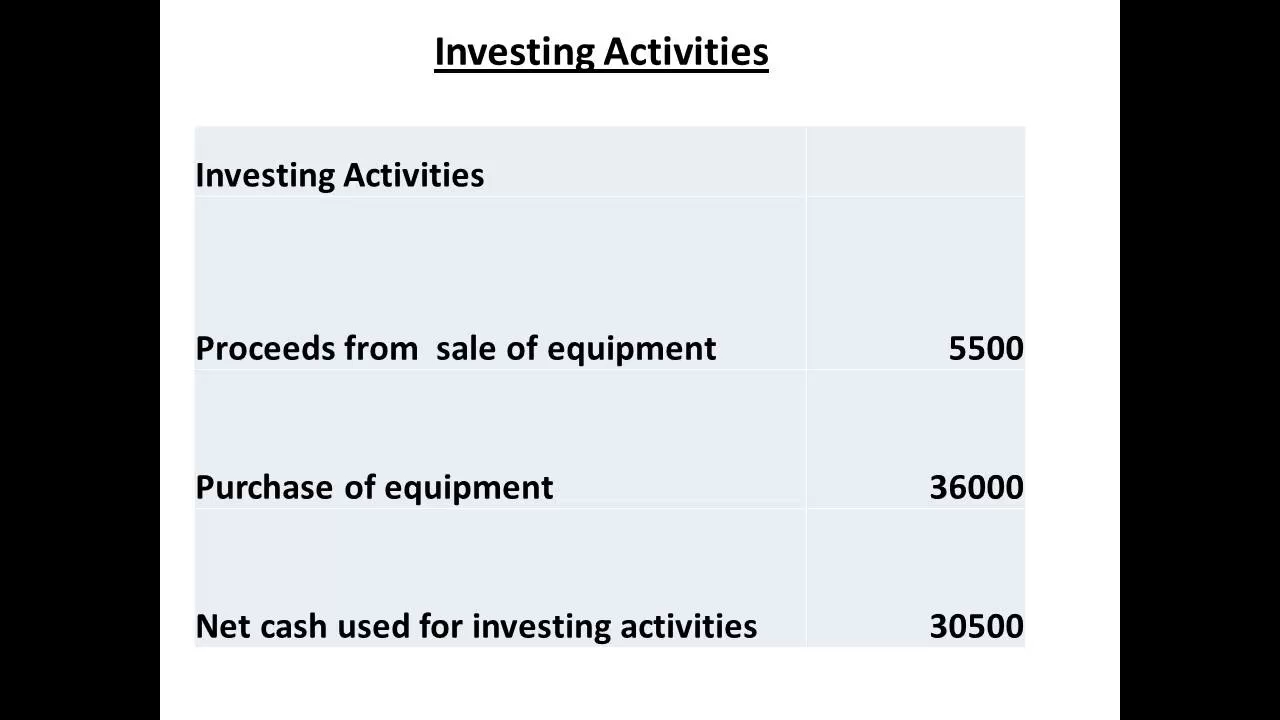 Investing Activities
Investing Activities
Proceeds from  sale of equipment 5500
Purchase of equipment 36000
Net cash used for investing activities 30500